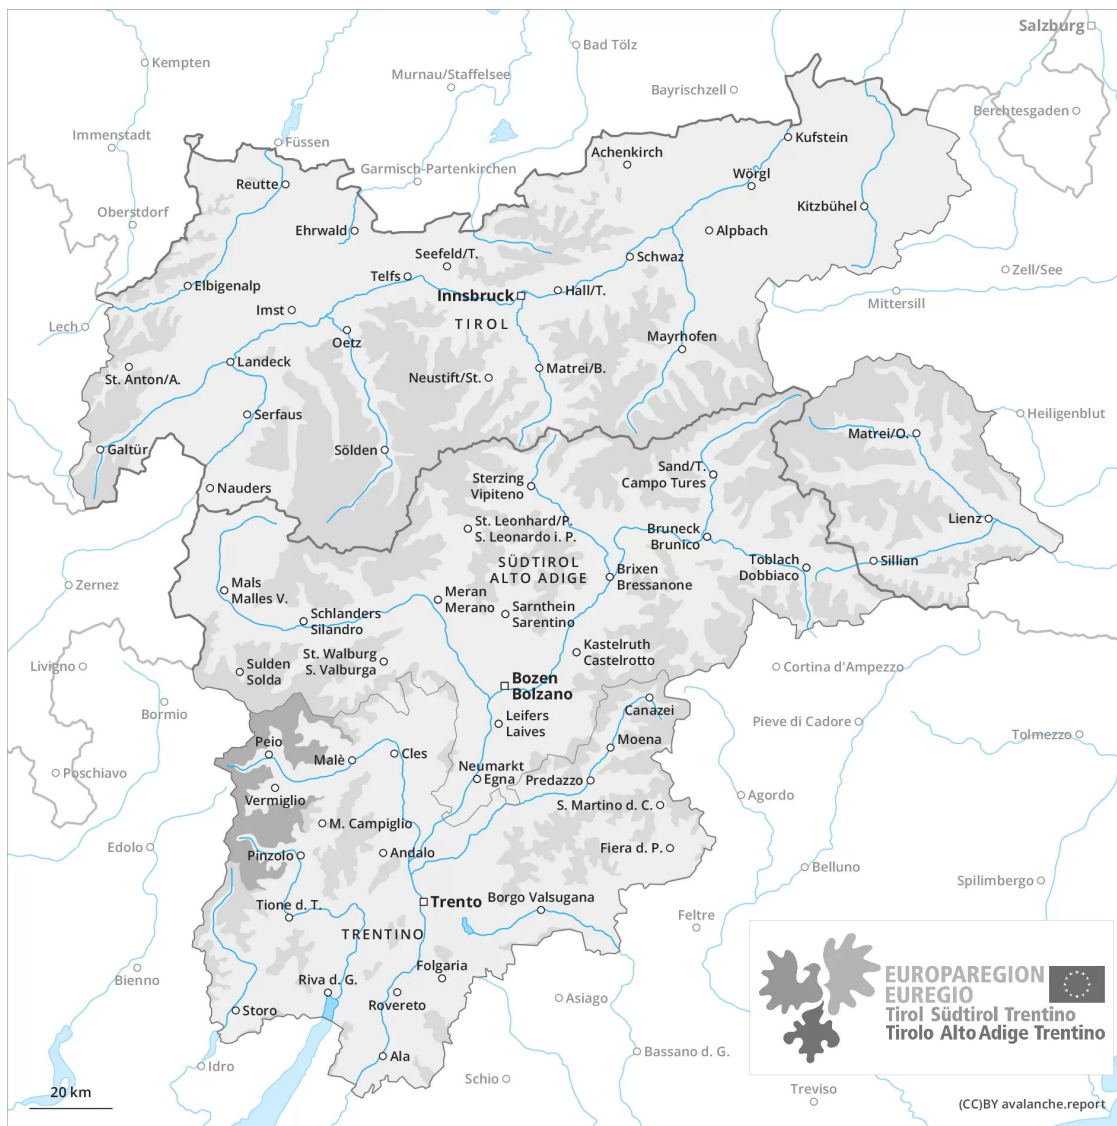 Salzburg
Bad Tölz
Kempten
Murnau/Staffelsee
Bayrischzell
Berchtesgaden
Immenstadt
Füssen
Kufstein
Achenkirch
Garmisch-Partenkirchen
Wörgl
Reutte
Oberstdorf
Kitzbühel
Ehrwald
Alpbach
Seefeld/T.
Schwaz
Zell/See
Telfs
Elbigenalp
Hall/T.
Innsbruck
Mittersill
Imst
TIROL
Lech
Oetz
Mayrhofen
Landeck
Matrei/B.
St. Anton/A.
Neustift/St.
Serfaus
Heiligenblut
Matrei/O.
Galtür
Sölden
Sand/T.
Campo Tures
Sterzing
Vipiteno
Nauders
St. Leonhard/P.
S. Leonardo i. P.
Lienz
Bruneck
Brunico
SÜDTIROL
ALTO ADIGE
Toblach
Dobbiaco
Sillian
Brixen
Bressanone
Zernez
Mals
Malles V.
Meran
Merano
Sarnthein
Sarentino
Schlanders
Silandro
Kastelruth
Castelrotto
St. Walburg
S. Valburga
Livigno
Sulden
Solda
Cortina d'Ampezzo
Bozen
Bolzano
Canazei
Bormio
Leifers
Laives
Pieve di Cadore
Tolmezzo
Peio
Moena
Cles
Malè
Neumarkt
Egna
Predazzo
Poschiavo
Vermiglio
Agordo
S. Martino d. C.
M. Campiglio
Edolo
Fiera d. P.
Pinzolo
Andalo
Belluno
Spilimbergo
Trento
Borgo Valsugana
Tione d. T.
Feltre
TRENTINO
Folgaria
Bienno
Riva d. G.
EUROPAREGION
EUREGIO
Tirol Südtirol Trentino
Tirolo Alto Adige Trentino
Asiago
Rovereto
Storo
Ala
Bassano d. G.
Idro
Schio
Treviso
20 km
(CC)BY avalanche.report